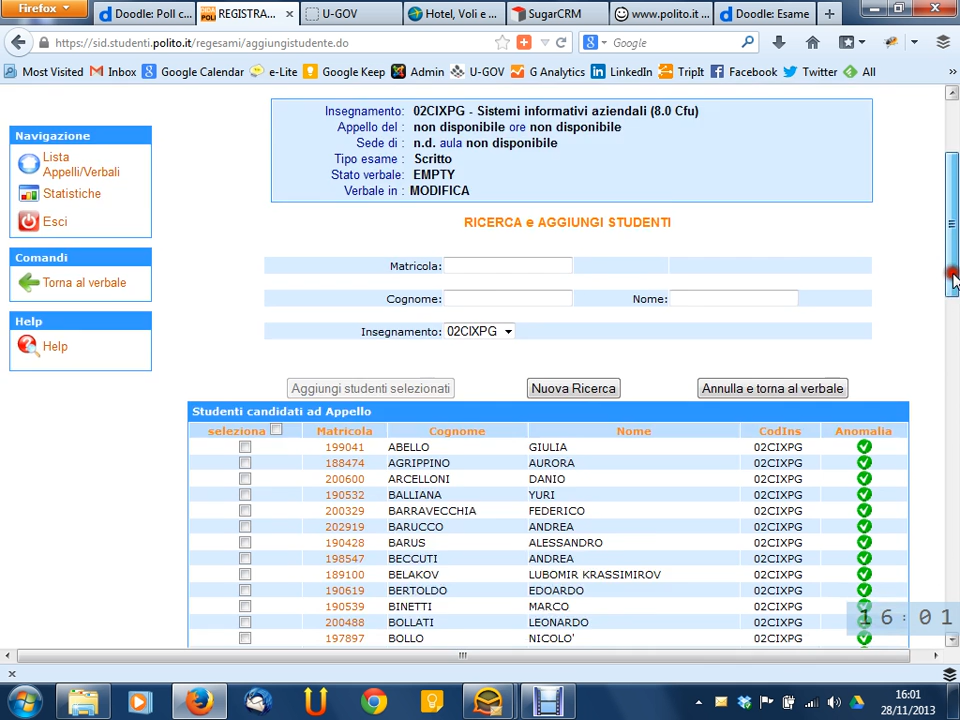 Firefox
Doodle: Poll c... REGISTRA... U-GOV Hotel, Voli e ... SugarCRM www.polito.it ... Doodle: Esame
https://sid.studenti.polito.it/regesami/aggiungistudente.do Google
Most Visited Inbox Google Calendar e-Lite Google Keep Admin U-GOV G Analytics LinkedIn TripIt Facebook Twitter All »
Navigazione
Lista Appelli/Verbali
Statistiche
Esci
Comandi
Torna al verbale
Help
Help
Insegnamento: 02CIXPG - Sistemi informativi aziendali (8.0 Cfu)
Appello del : non disponibile ore non disponibile
Sede di : n.d. aula non disponibile
Tipo esame: Scritto
Stato verbale: EMPTY
Verbale in : MODIFICA
RICERCA e AGGIUNGI STUDENTI
Matricola:
Cognome: Nome:
Insegnamento: 02CIXPG
Aggiungi studenti selezionati Nuova Ricerca Annulla e torna al verbale
Studenti candidati ad Appello
seleziona Matricola Cognome Nome CodIns Anomalia
199041 ABELLO GIULIA 02CIXPG
188474 AGRIPPINO AURORA 02CIXPG
200600 ARCELLONI DANIO 02CIXPG
190532 BALLIANA YURI 02CIXPG
200329 BARRAVECCHIA FEDERICO 02CIXPG
202919 BARUCCO ANDREA 02CIXPG
190428 BARUS ALESSANDRO 02CIXPG
198547 BECCUTI ANDREA 02CIXPG
189100 BELAKOV LUBOMIR KRASSIMIROV 02CIXPG
190619 BERTOLDO EDOARDO 02CIXPG
190539 BINETTI MARCO 02CIXPG
200488 BOLLATI LEONARDO 02CIXPG
197897 BOLLO NICOLO' 02CIXPG
16:01
16:01
28/11/2013